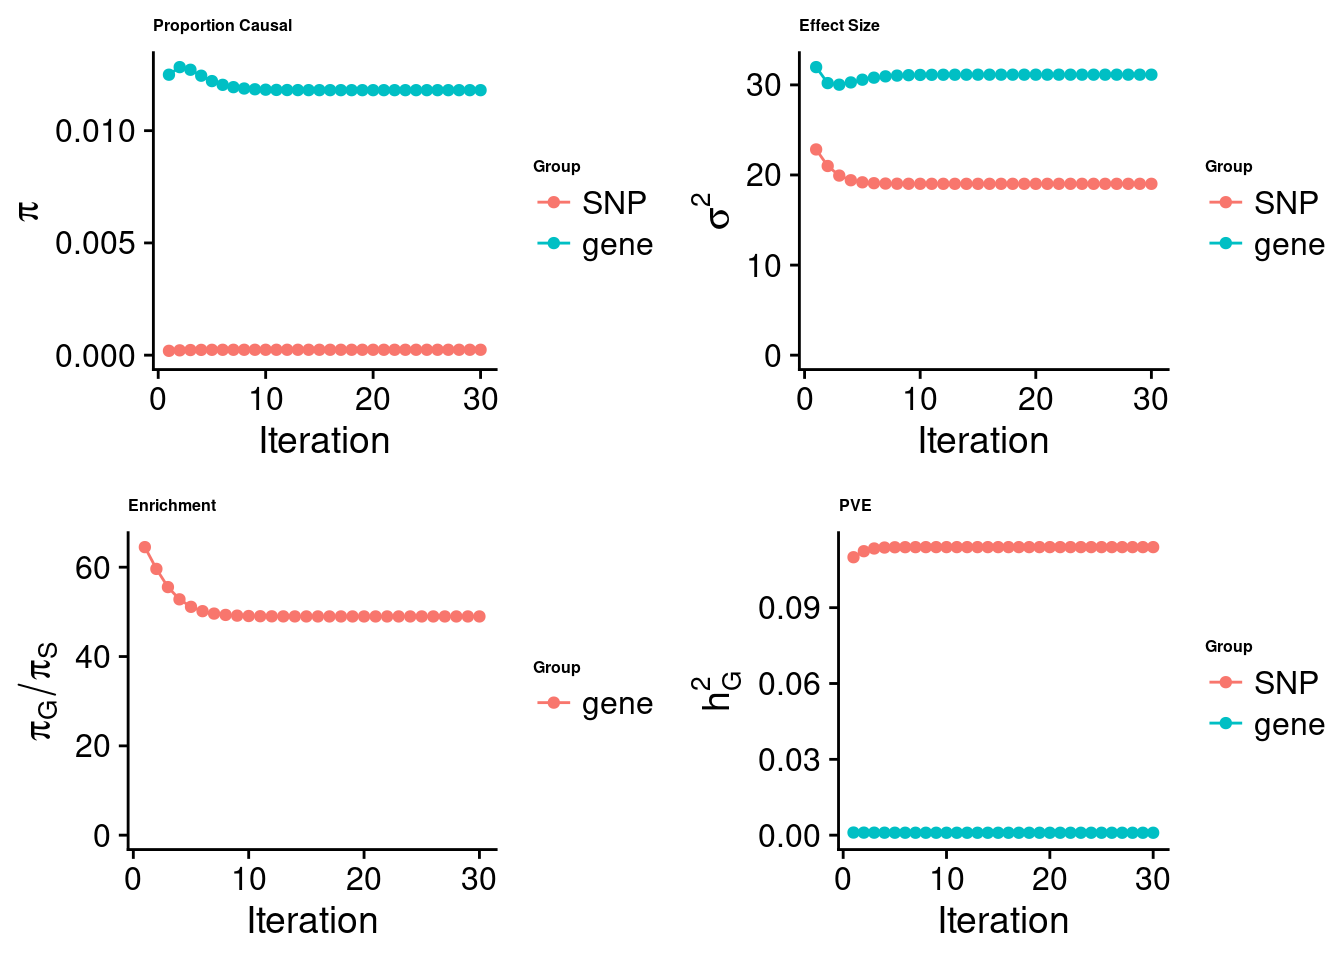 Proportion Causal
π
0.010
0.005
0.000
0 10 20 30
Iteration
Group
SNP
gene
Effect Size
σ²
30
20
10
0
0 10 20 30
Iteration
Group
SNP
gene
Enrichment
π_G/π_S
60
40
20
0
0 10 20 30
Iteration
Group
gene
PVE
h²_G
0.09
0.06
0.03
0.00
0 10 20 30
Iteration
Group
SNP
gene